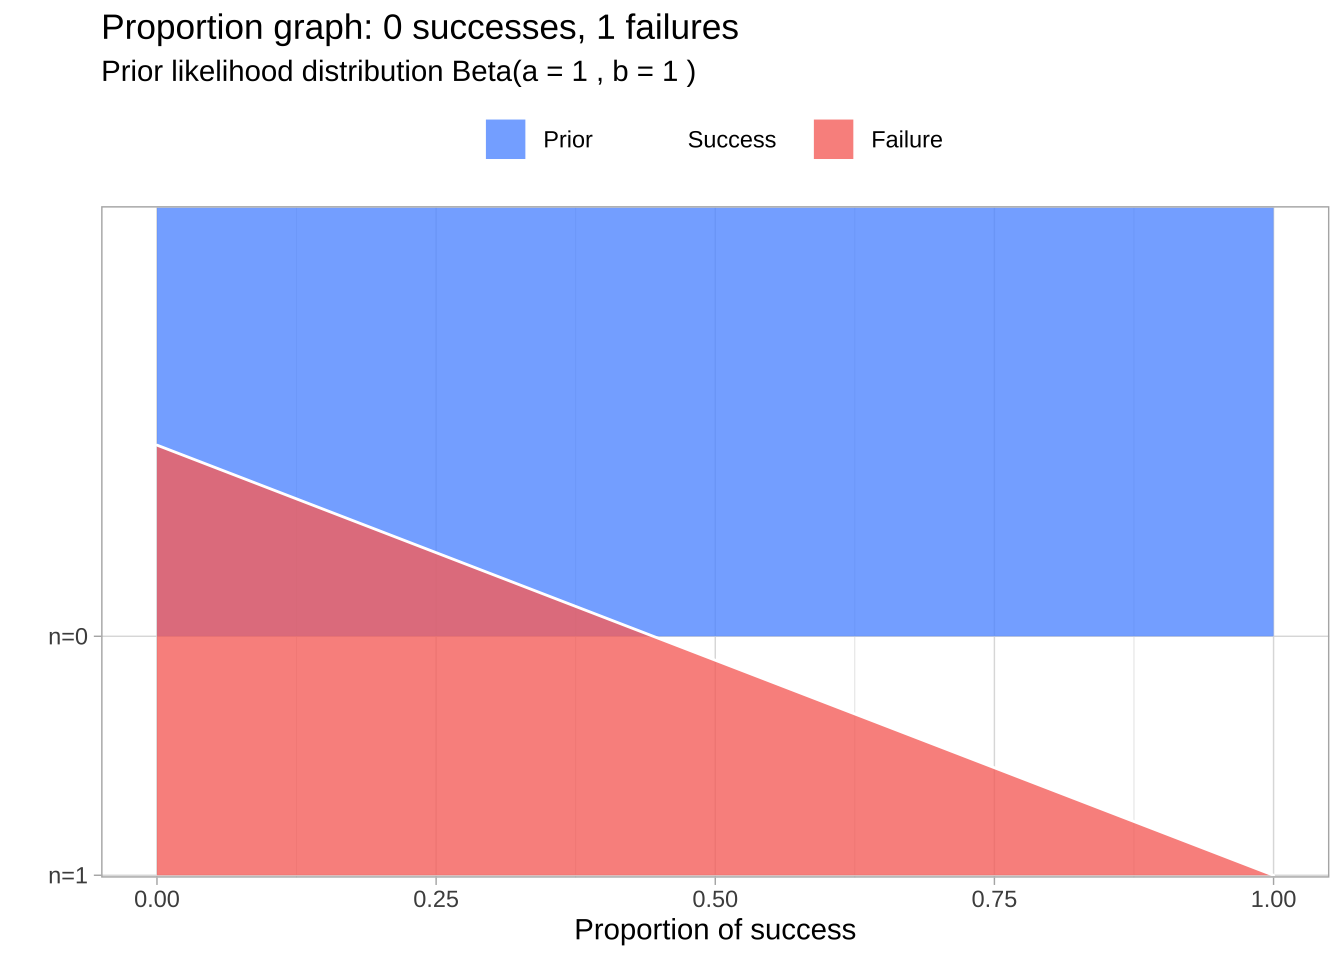 Proportion graph: 0 successes, 1 failures
Prior likelihood distribution Beta(a = 1 , b = 1 )
Prior Success Failure
n=0
n=1
0.00 0.25 0.50 0.75 1.00
Proportion of success